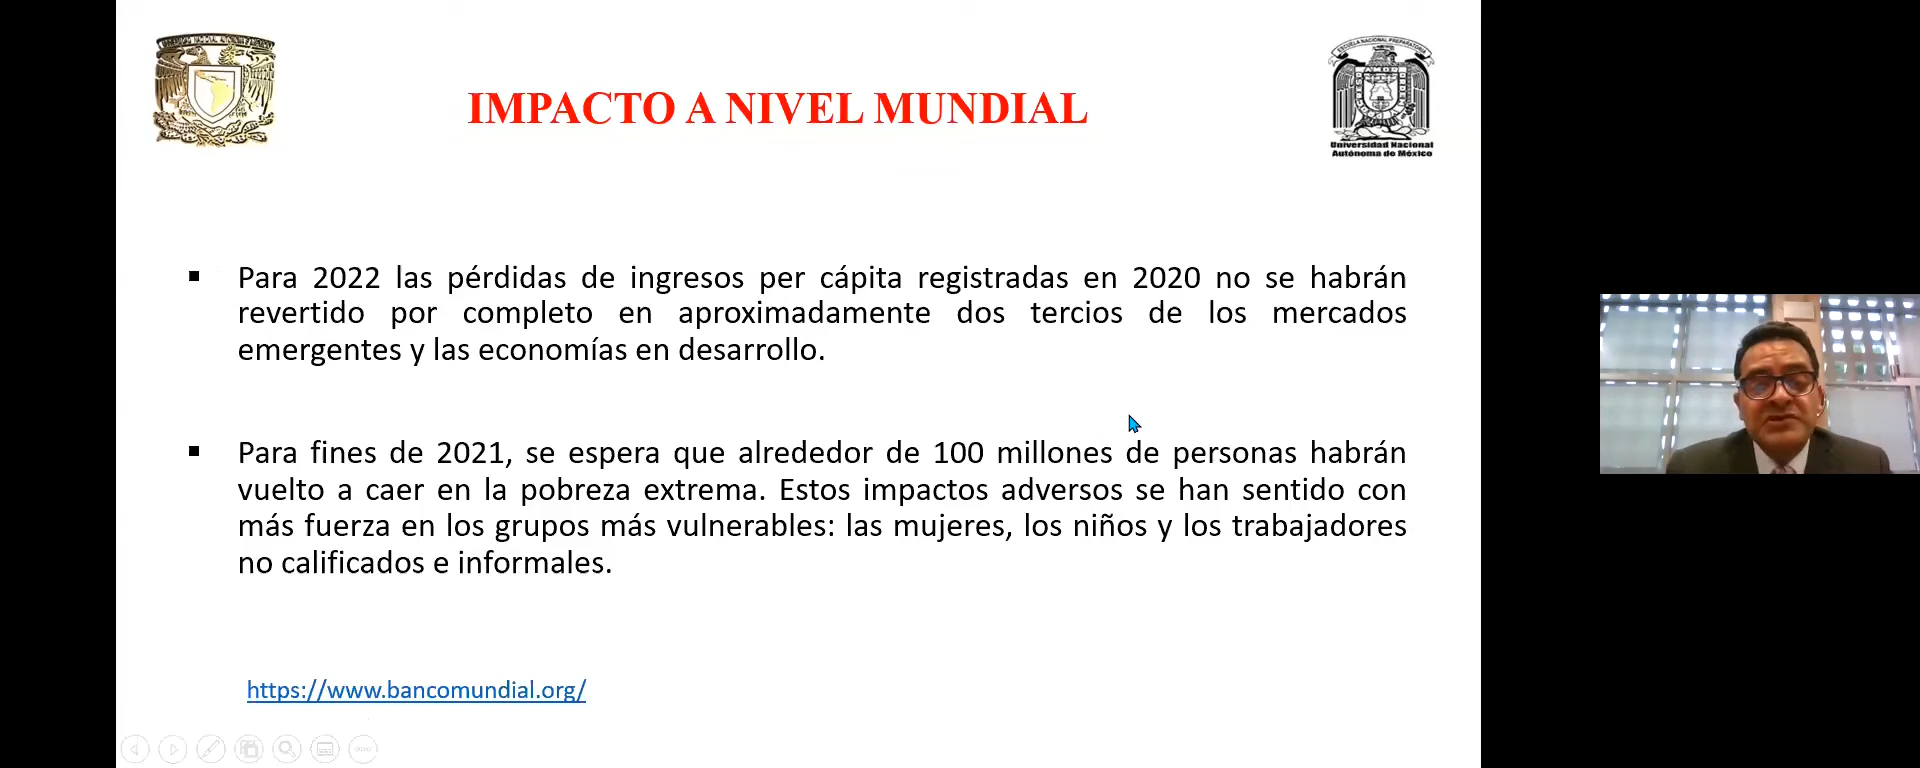 IMPACTO A NIVEL MUNDIAL
ESCUELA NACIONAL PREPARATORIA
Universidad Nacional
Autónoma de México
▪ Para 2022 las pérdidas de ingresos per cápita registradas en 2020 no se habrán
revertido por completo en aproximadamente dos tercios de los mercados
emergentes y las economías en desarrollo.
▪ Para fines de 2021, se espera que alrededor de 100 millones de personas habrán
vuelto a caer en la pobreza extrema. Estos impactos adversos se han sentido con
más fuerza en los grupos más vulnerables: las mujeres, los niños y los trabajadores
no calificados e informales.
https://www.bancomundial.org/